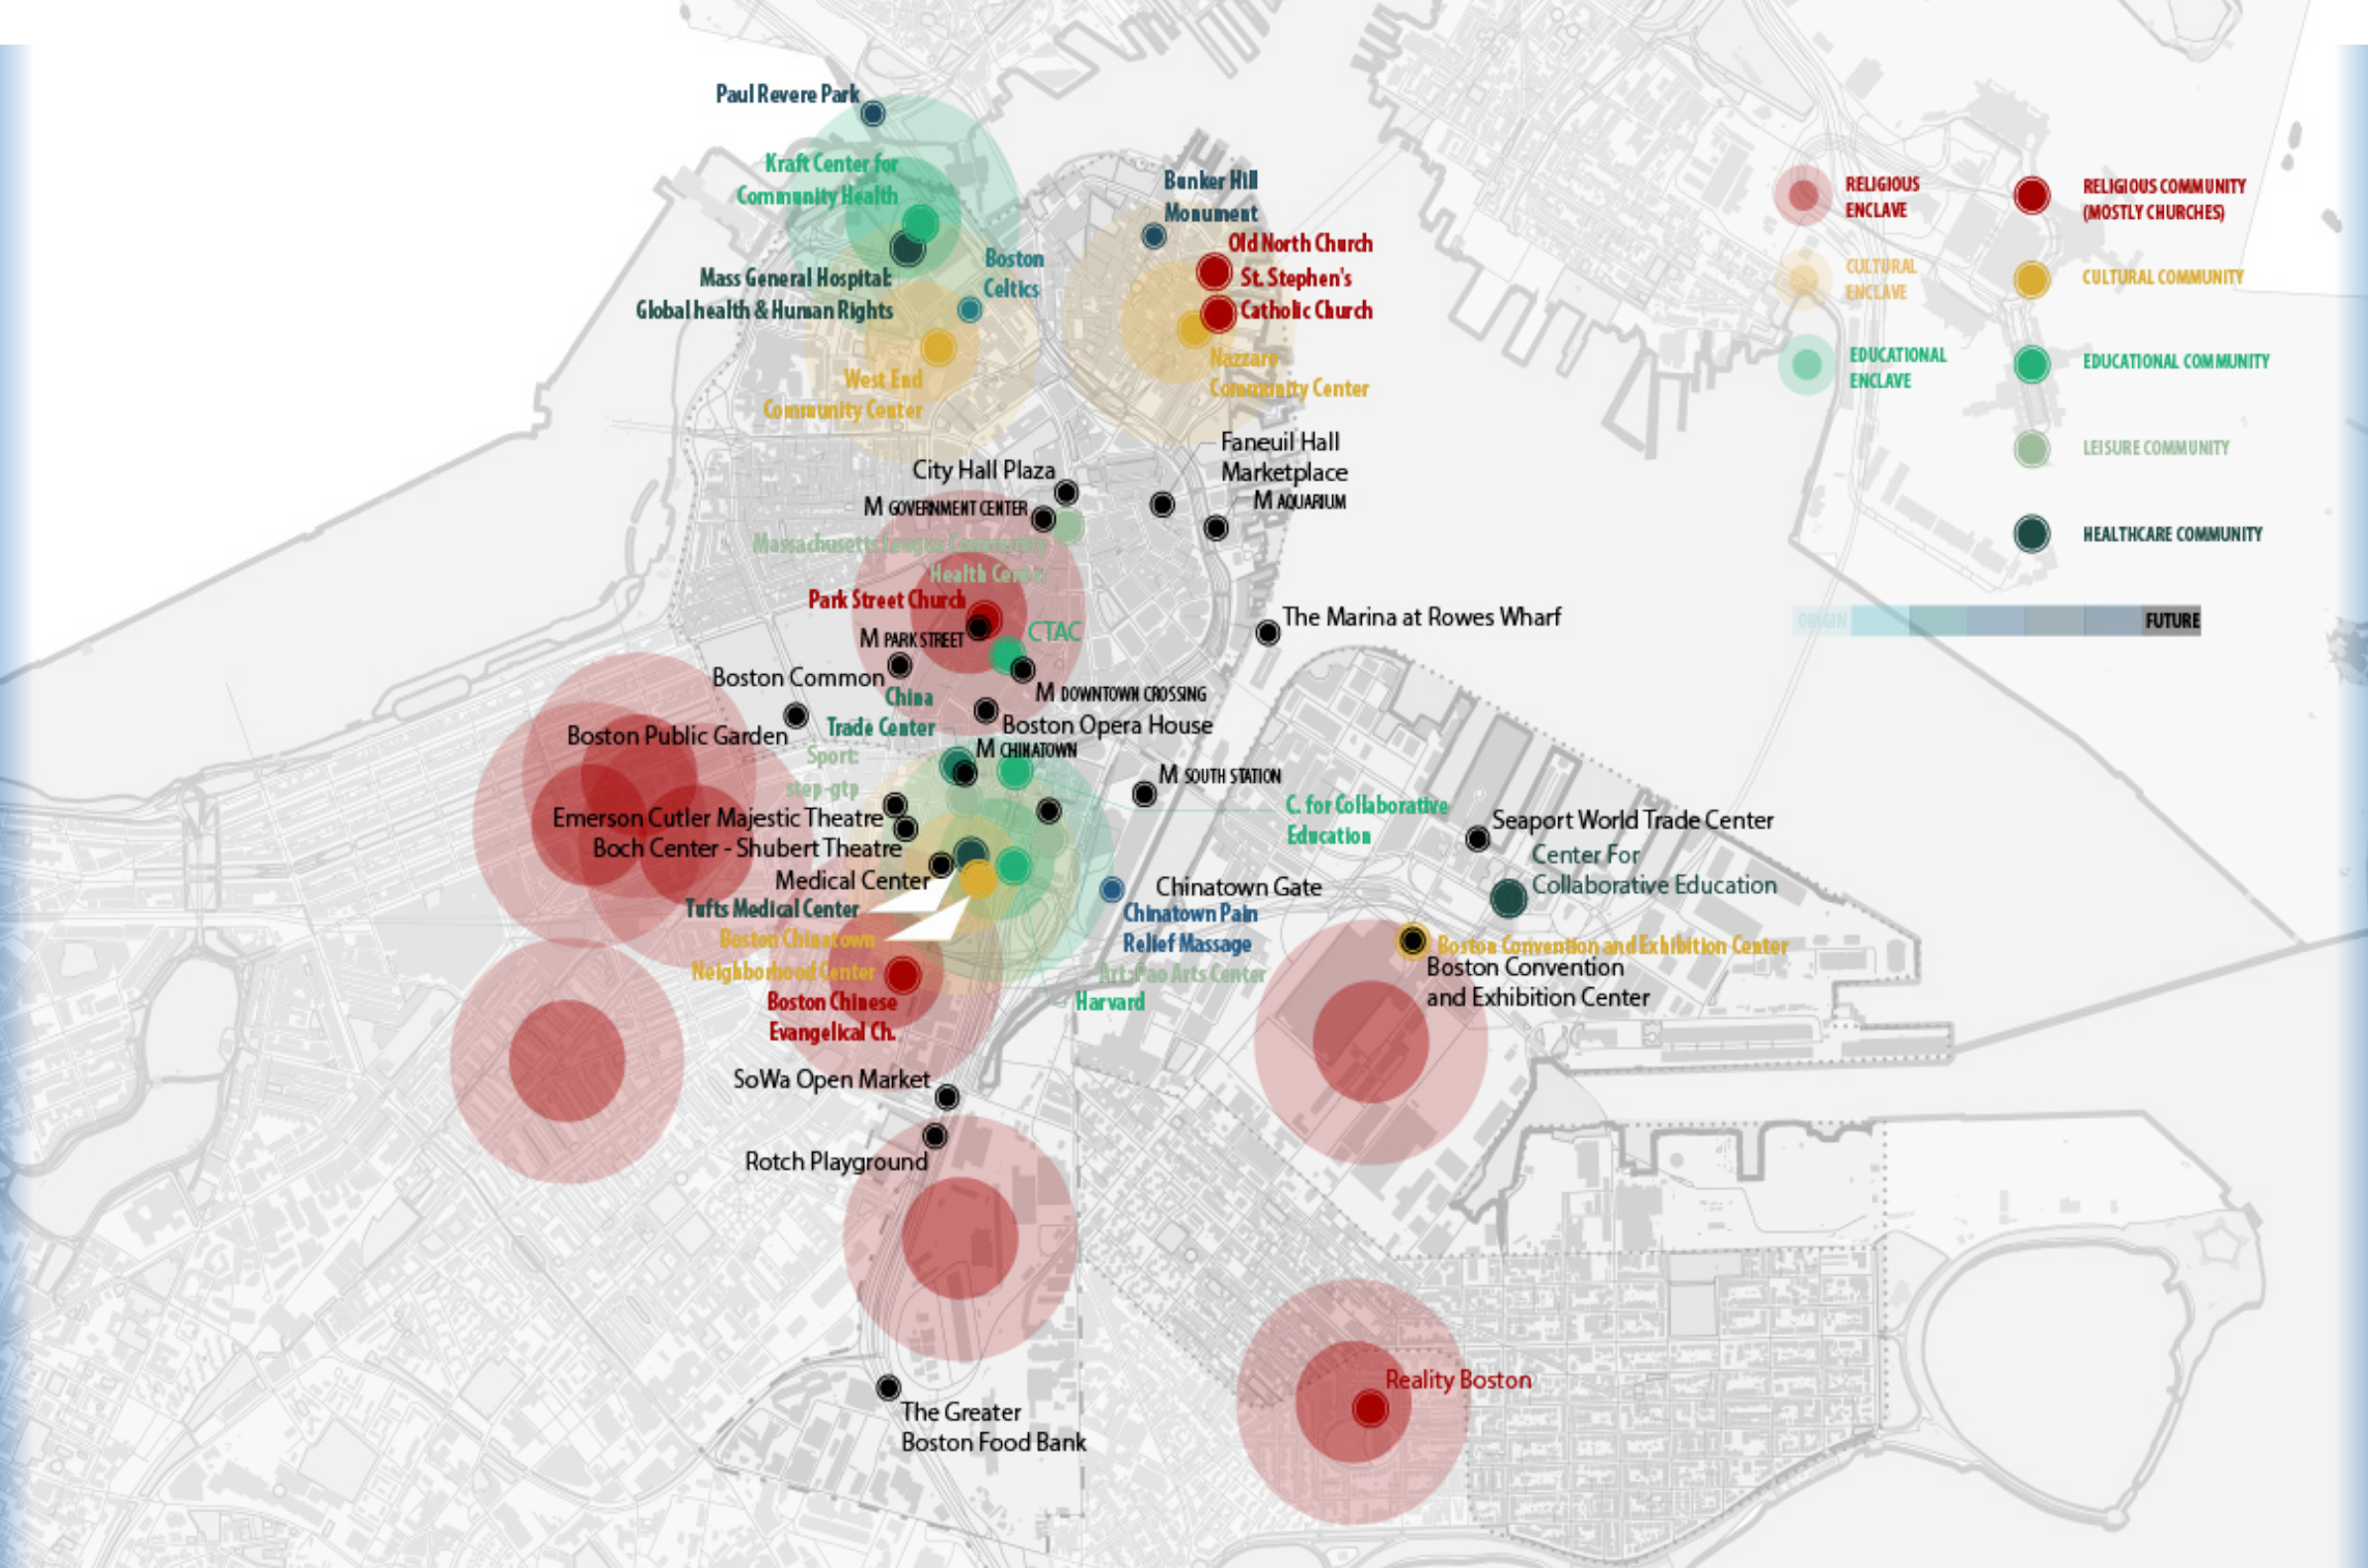 Paul Revere Park
Kraft Center for
Community Health
Mass General Hospital:
Global health & Human Rights
Boston
Celtics
West End
Community Center
Bunker Hill
Monument
Old North Church
St. Stephen's
Catholic Church
Nazzaro
Community Center
RELIGIOUS
ENCLAVE
CULTURAL
ENCLAVE
EDUCATIONAL
ENCLAVE
RELIGIOUS COMMUNITY
(MOSTLY CHURCHES)
CULTURAL COMMUNITY
EDUCATIONAL COMMUNITY
LEISURE COMMUNITY
HEALTHCARE COMMUNITY
ORIGIN
FUTURE
Faneuil Hall
Marketplace
M AQUARIUM
City Hall Plaza
M GOVERNMENT CENTER
Massachusetts League Community
Health Center
Park Street Church
M PARK STREET
CTAC
The Marina at Rowes Wharf
Boston Common
M DOWNTOWN CROSSING
China
Trade Center
Boston Opera House
Boston Public Garden
M CHINATOWN
Sport:
step-gtp
M SOUTH STATION
C. for Collaborative
Education
Emerson Cutler Majestic Theatre
Boch Center - Shubert Theatre
Medical Center
Tufts Medical Center
Boston Chinatown
Neighborhood Center
Boston Chinese
Evangelical Ch.
Chinatown Gate
Chinatown Pain
Relief Massage
Art: Pao Arts Center
Harvard
Seaport World Trade Center
Center For
Collaborative Education
Boston Convention and Exhibition Center
Boston Convention
and Exhibition Center
SoWa Open Market
Rotch Playground
Reality Boston
The Greater
Boston Food Bank